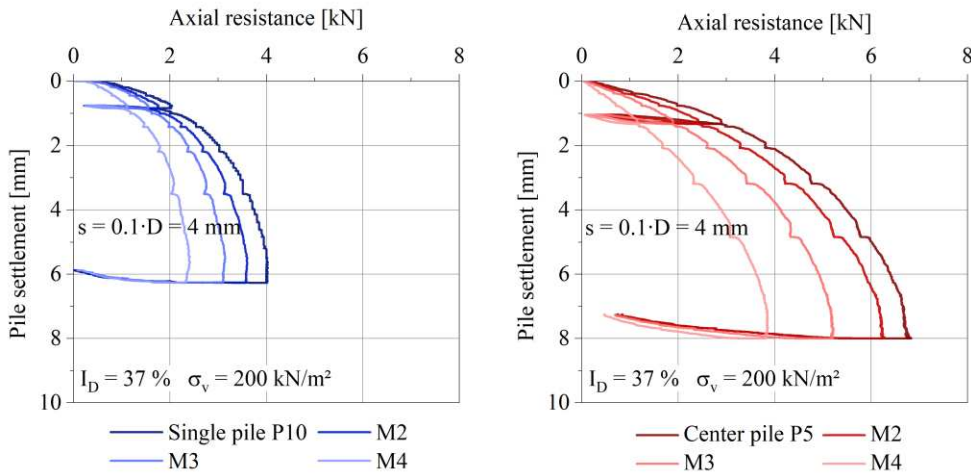 Axial resistance [kN]
0 2 4 6 8
0
2
4
6
8
10
Pile settlement [mm]
s = 0.1·D = 4 mm
I_D = 37 % σ_v = 200 kN/m²
Single pile P10 M2
M3 M4
Axial resistance [kN]
0 2 4 6 8
0
2
4
6
8
10
Pile settlement [mm]
s = 0.1·D = 4 mm
I_D = 37 % σ_v = 200 kN/m²
Center pile P5 M2
M3 M4